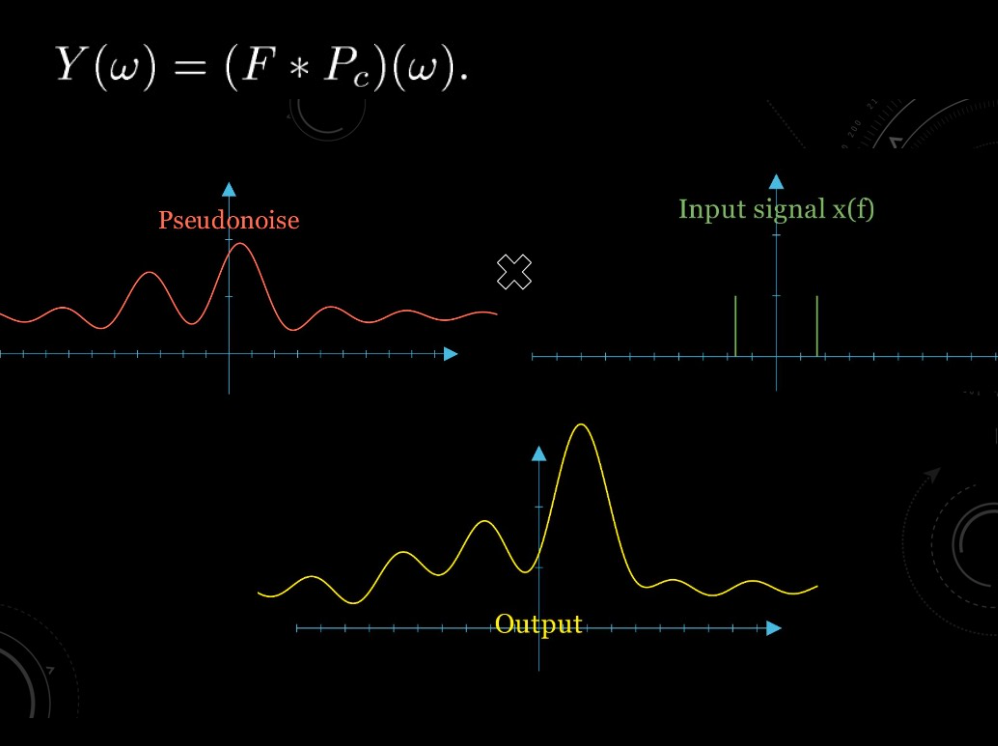 Y(ω) = (F ∗ P_c)(ω).
Pseudonoise
Input signal x(f)
Output